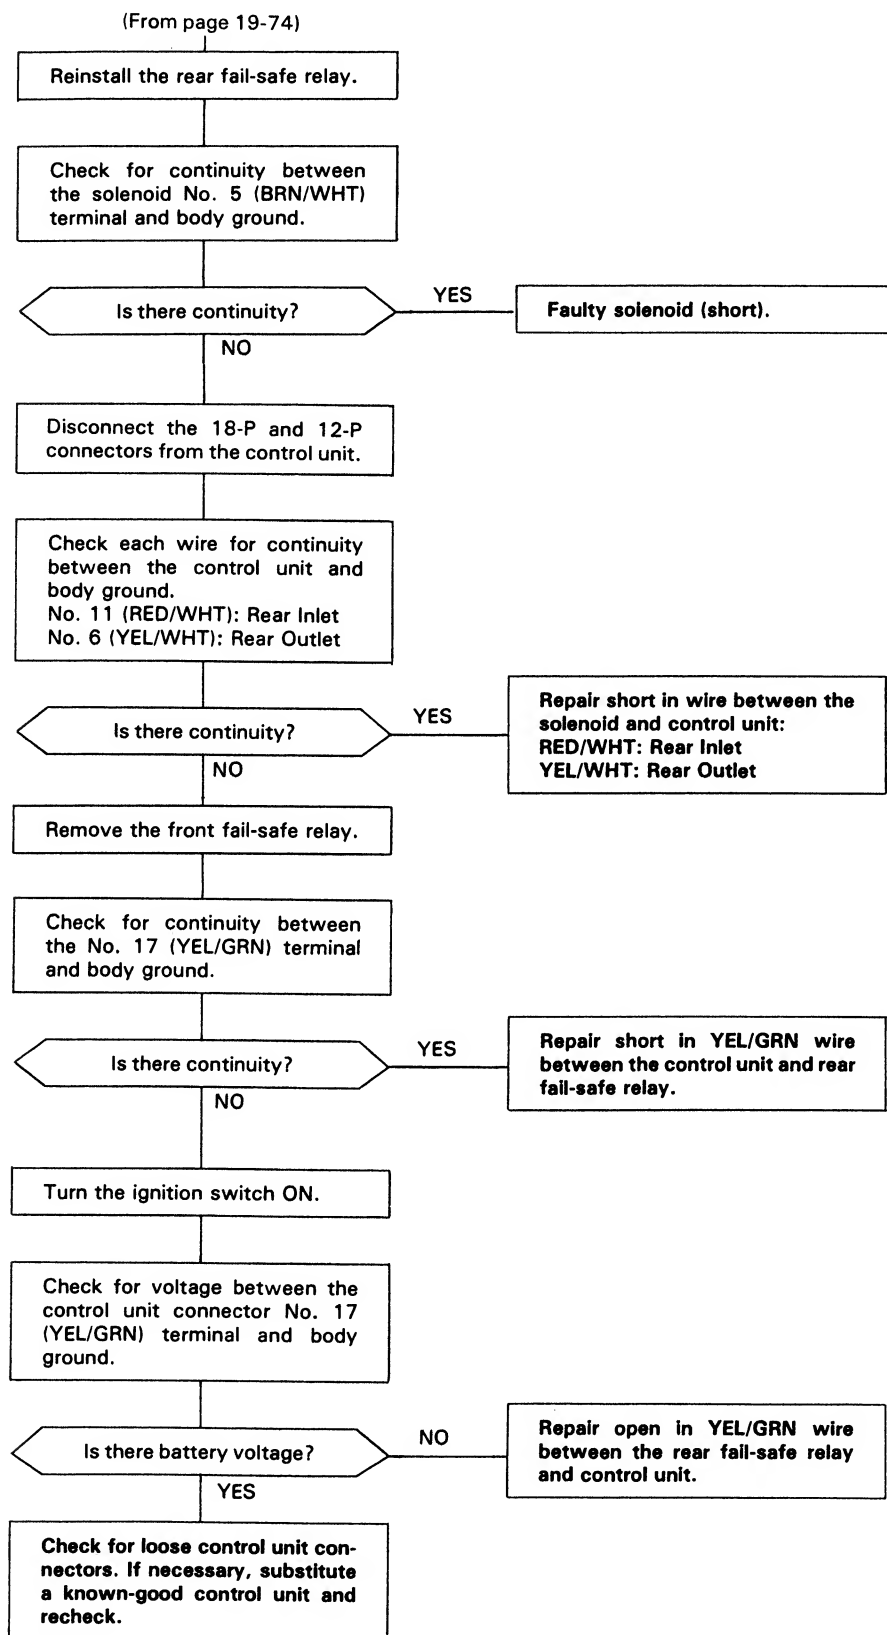 (From page 19-74)
Reinstall the rear fail-safe relay.
Check for continuity between
the solenoid No. 5 (BRN/WHT)
terminal and body ground.
Is there continuity?
YES
Faulty solenoid (short).
NO
Disconnect the 18-P and 12-P
connectors from the control unit.
Check each wire for continuity
between the control unit and
body ground.
No. 11 (RED/WHT): Rear Inlet
No. 6 (YEL/WHT): Rear Outlet
Is there continuity?
YES
Repair short in wire between the
solenoid and control unit:
RED/WHT: Rear Inlet
YEL/WHT: Rear Outlet
NO
Remove the front fail-safe relay.
Check for continuity between
the No. 17 (YEL/GRN) terminal
and body ground.
Is there continuity?
YES
Repair short in YEL/GRN wire
between the control unit and rear
fail-safe relay.
NO
Turn the ignition switch ON.
Check for voltage between the
control unit connector No. 17
(YEL/GRN) terminal and body
ground.
Is there battery voltage?
NO
Repair open in YEL/GRN wire
between the rear fail-safe relay
and control unit.
YES
Check for loose control unit con-
nectors. If necessary, substitute
a known-good control unit and
recheck.